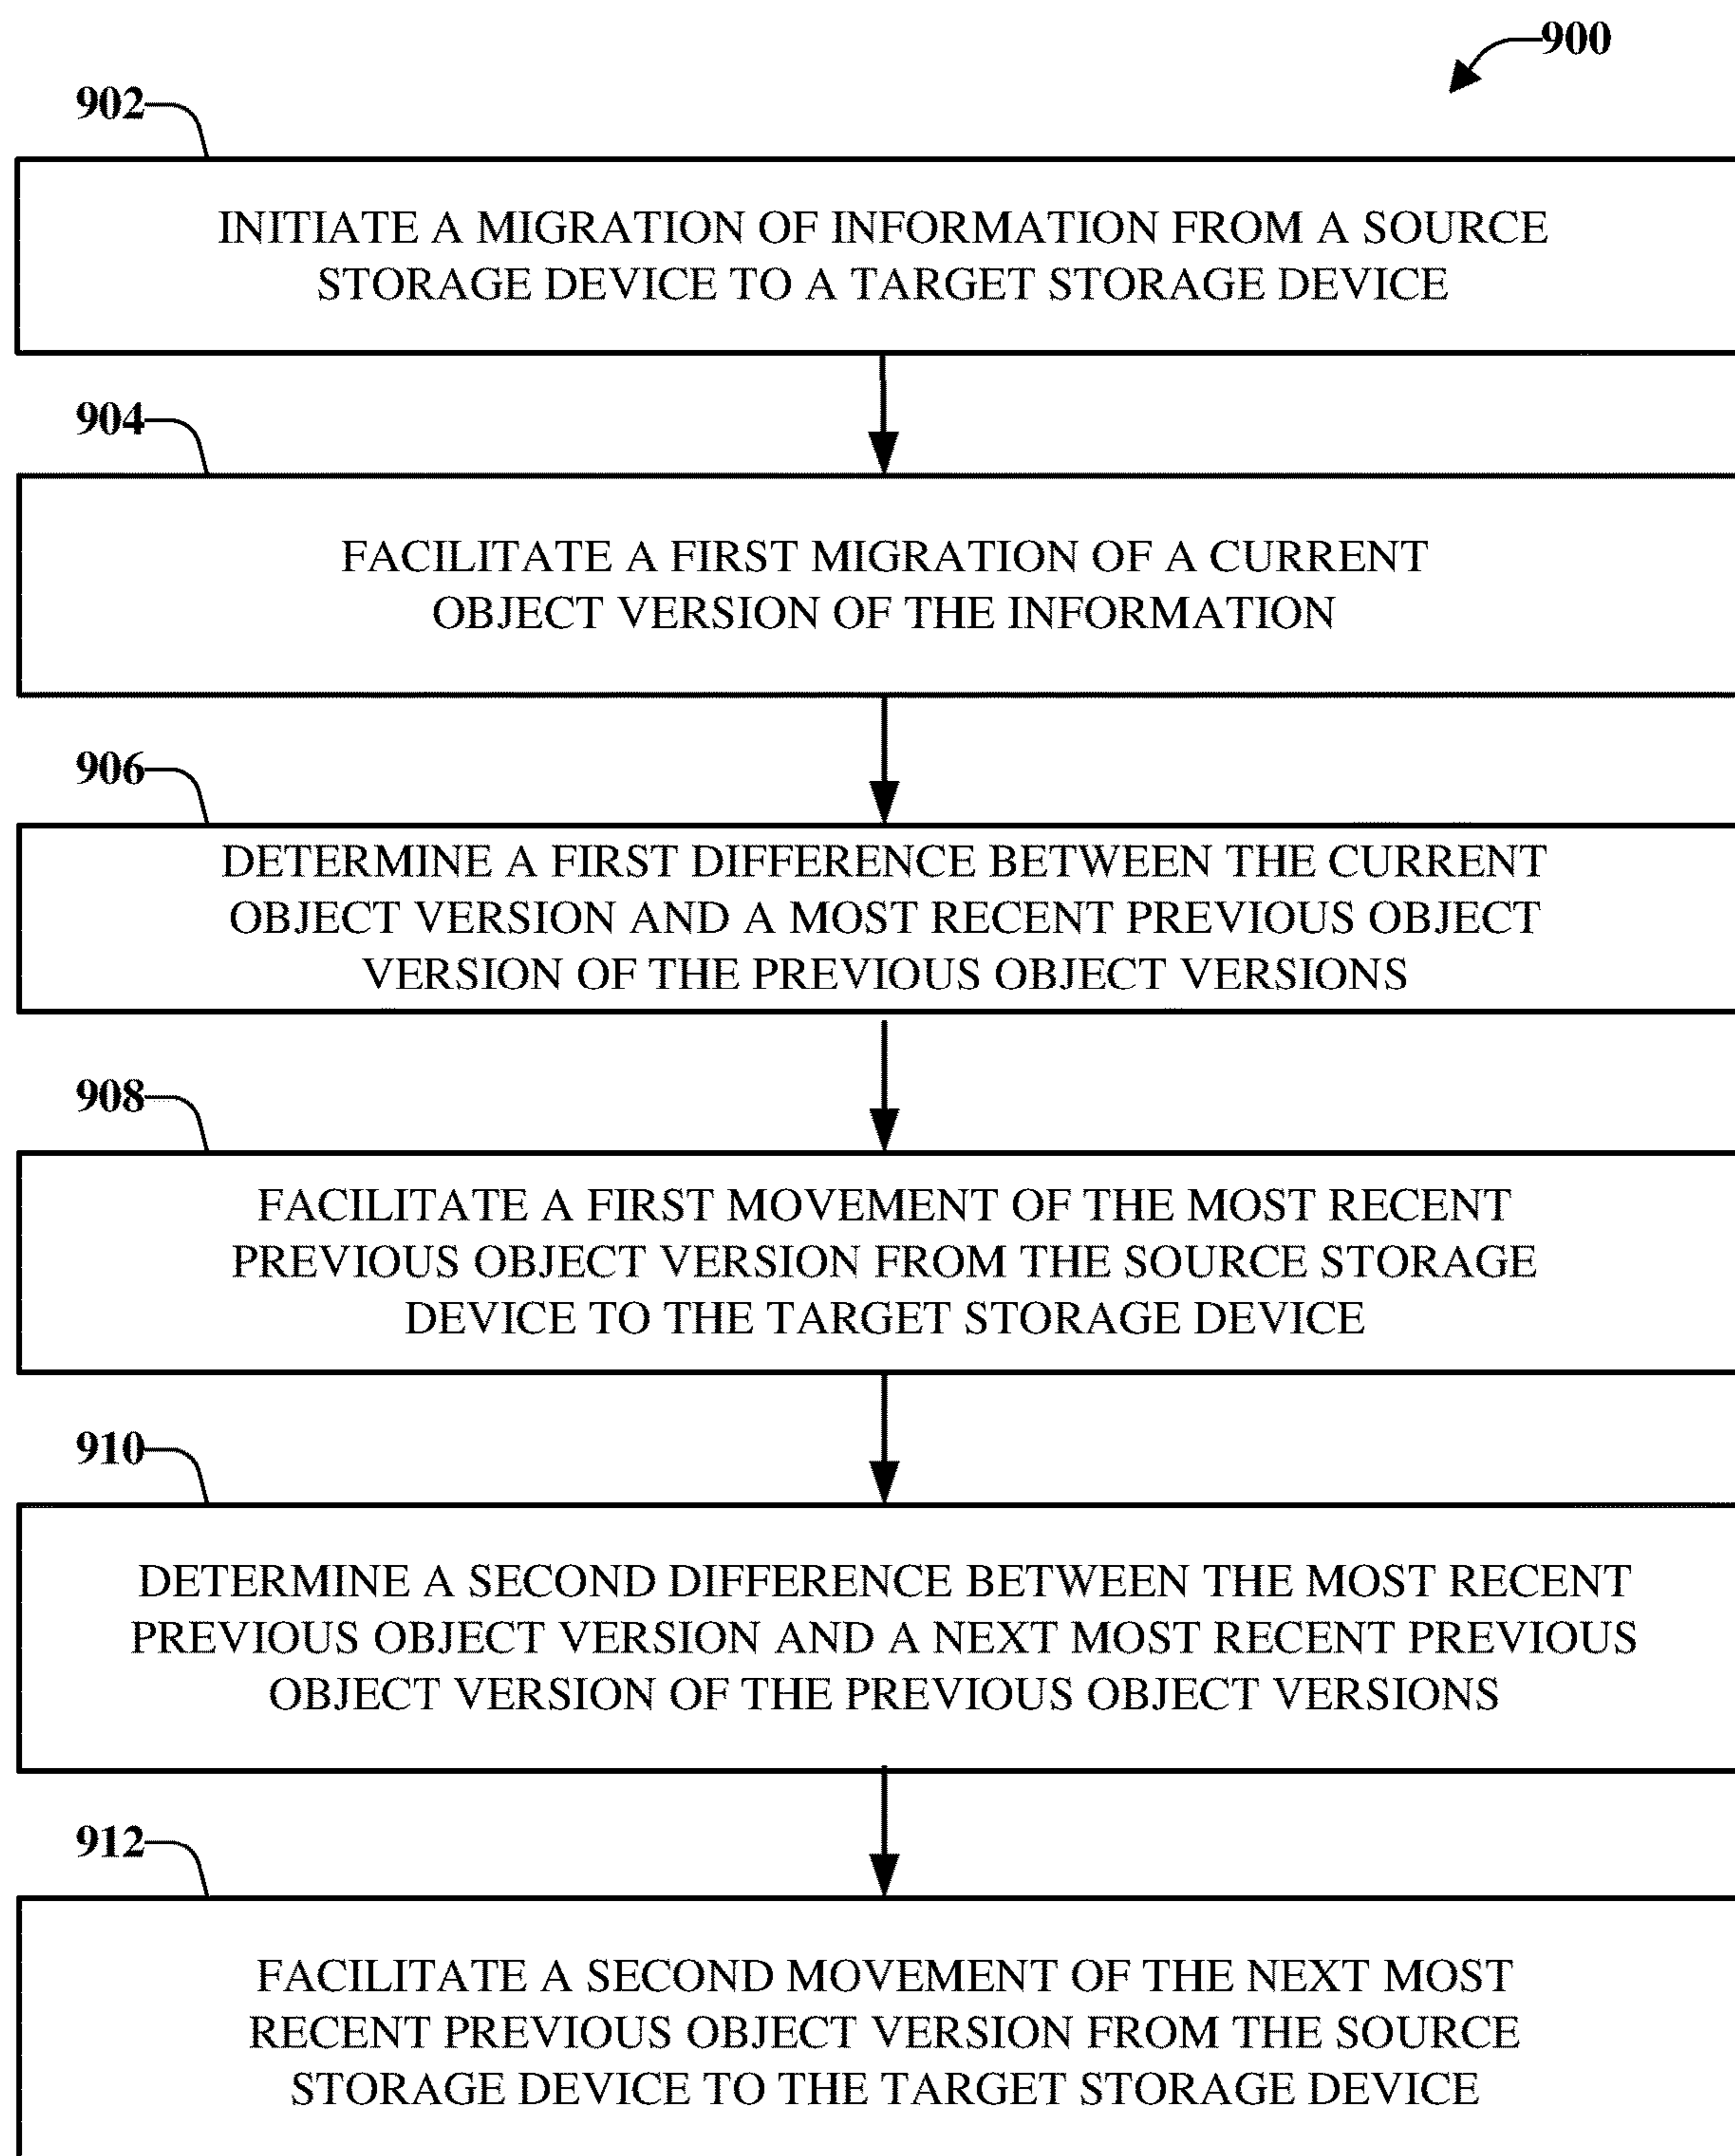 900
902
INITIATE A MIGRATION OF INFORMATION FROM A SOURCE
STORAGE DEVICE TO A TARGET STORAGE DEVICE
904
FACILITATE A FIRST MIGRATION OF A CURRENT
OBJECT VERSION OF THE INFORMATION
906
DETERMINE A FIRST DIFFERENCE BETWEEN THE CURRENT
OBJECT VERSION AND A MOST RECENT PREVIOUS OBJECT
VERSION OF THE PREVIOUS OBJECT VERSIONS
908
FACILITATE A FIRST MOVEMENT OF THE MOST RECENT
PREVIOUS OBJECT VERSION FROM THE SOURCE STORAGE
DEVICE TO THE TARGET STORAGE DEVICE
910
DETERMINE A SECOND DIFFERENCE BETWEEN THE MOST RECENT
PREVIOUS OBJECT VERSION AND A NEXT MOST RECENT PREVIOUS
OBJECT VERSION OF THE PREVIOUS OBJECT VERSIONS
912
FACILITATE A SECOND MOVEMENT OF THE NEXT MOST
RECENT PREVIOUS OBJECT VERSION FROM THE SOURCE
STORAGE DEVICE TO THE TARGET STORAGE DEVICE